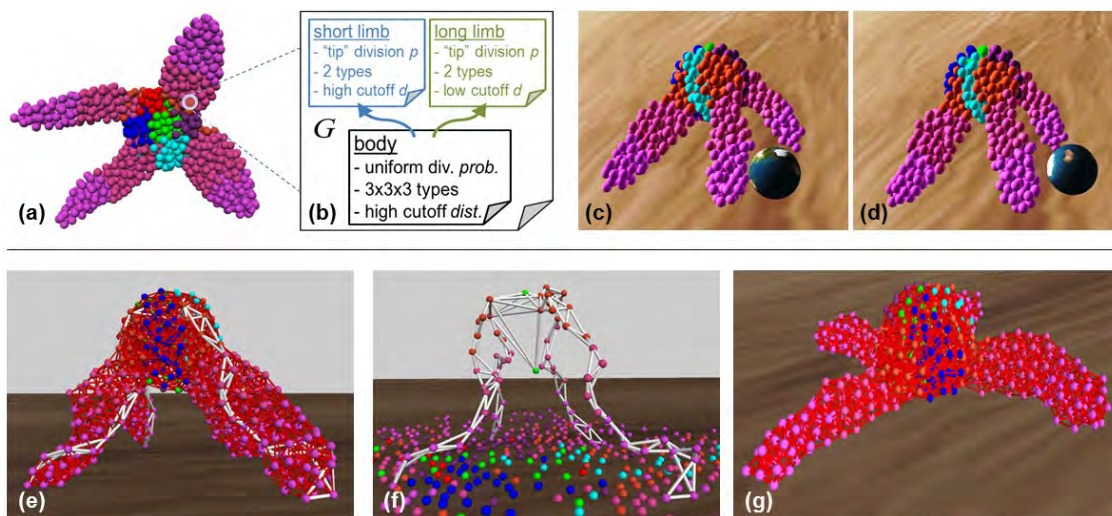 (a)
(b)
short limb
- “tip” division p
- 2 types
- high cutoff d
long limb
- “tip” division p
- 2 types
- low cutoff d
G
body
- uniform div. prob.
- 3x3x3 types
- high cutoff dist.
(c)
(d)
(e)
(f)
(g)